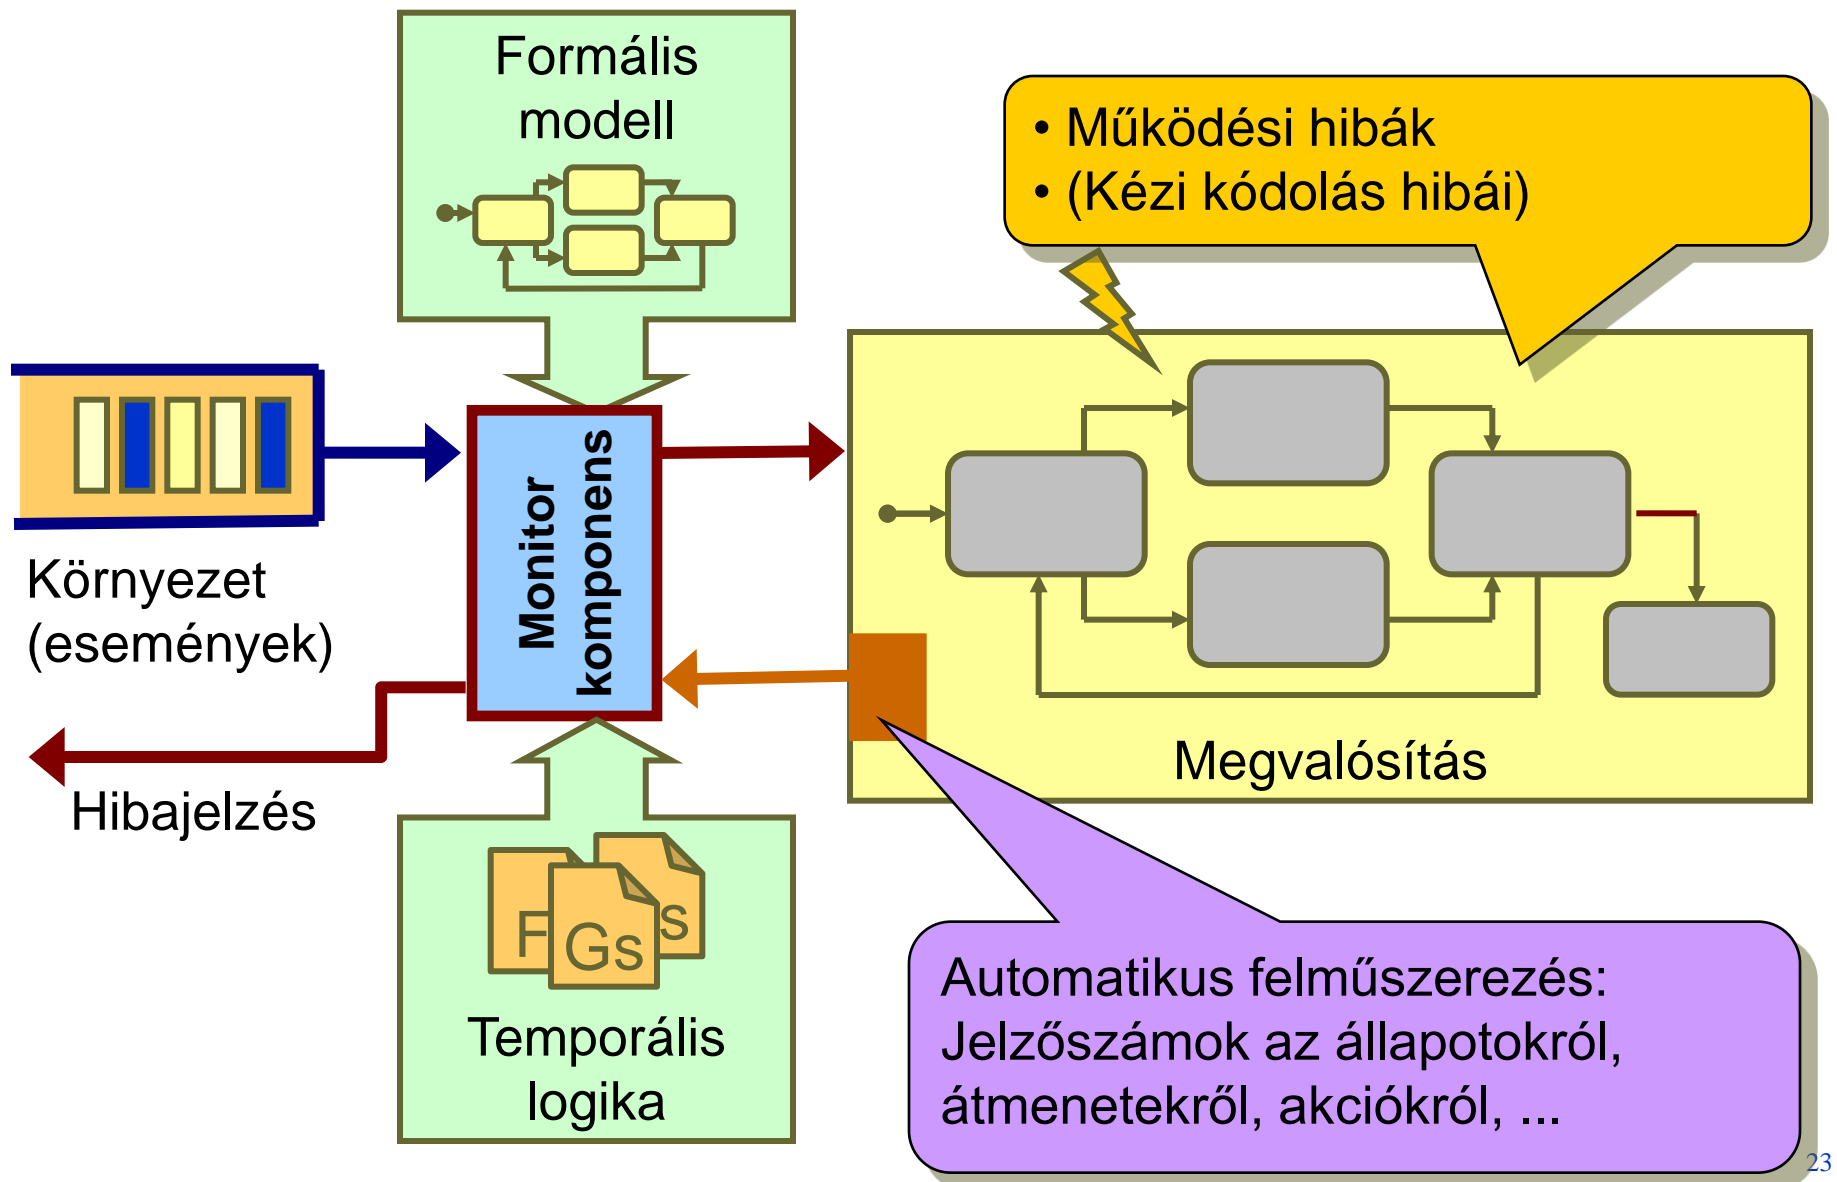 Formális
modell
• Működési hibák
• (Kézi kódolás hibái)
Monitor
komponens
Környezet
(események)
Hibajelzés
Megvalósítás
F
Gs
s
Temporális
logika
Automatikus felműszerezés:
Jelzőszámok az állapotokról,
átmenetekről, akciókról, ...
23